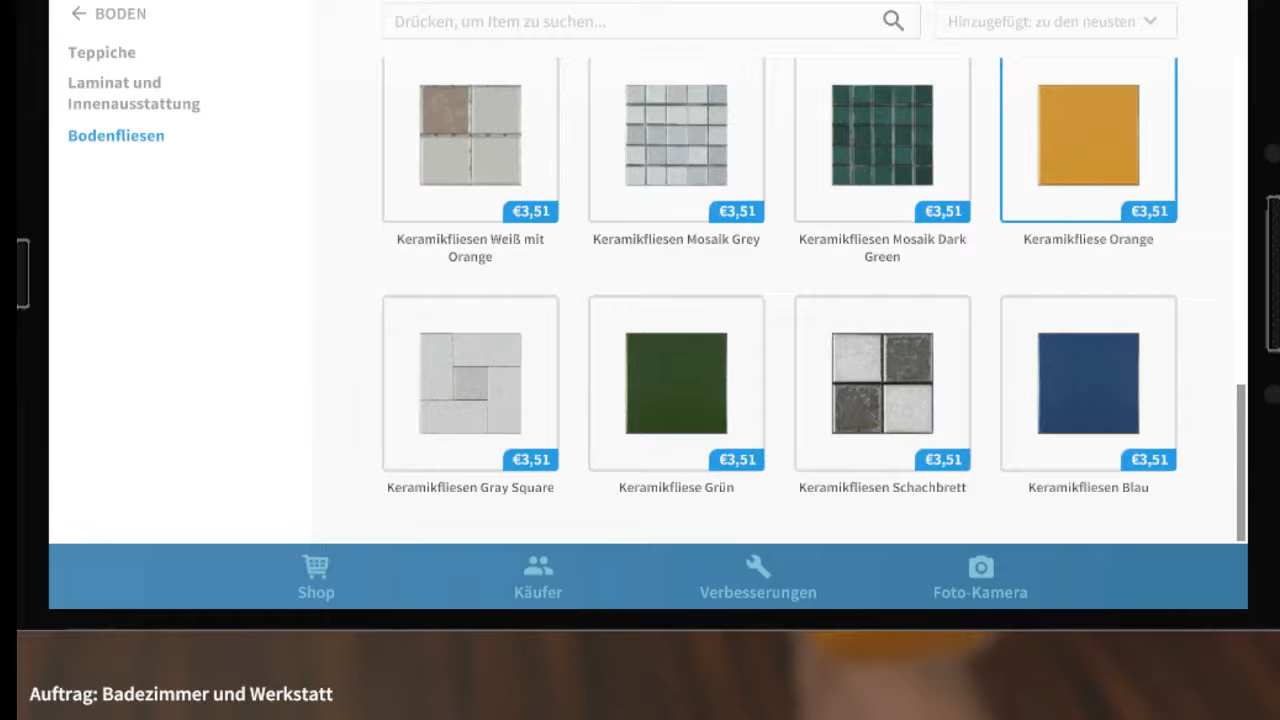 BODEN
Drücken, um Item zu suchen...
Hinzugefügt: zu den neusten
Teppiche
Laminat und
Innenausstattung
Bodenfliesen
€3,51
€3,51
€3,51
€3,51
Keramikfliesen Weiß mit
Orange
Keramikfliesen Mosaik Grey
Keramikfliesen Mosaik Dark
Green
Keramikfliese Orange
€3,51
€3,51
€3,51
€3,51
Keramikfliesen Gray Square
Keramikfliese Grün
Keramikfliesen Schachbrett
Keramikfliesen Blau
Shop
Käufer
Verbesserungen
Foto-Kamera
Auftrag: Badezimmer und Werkstatt